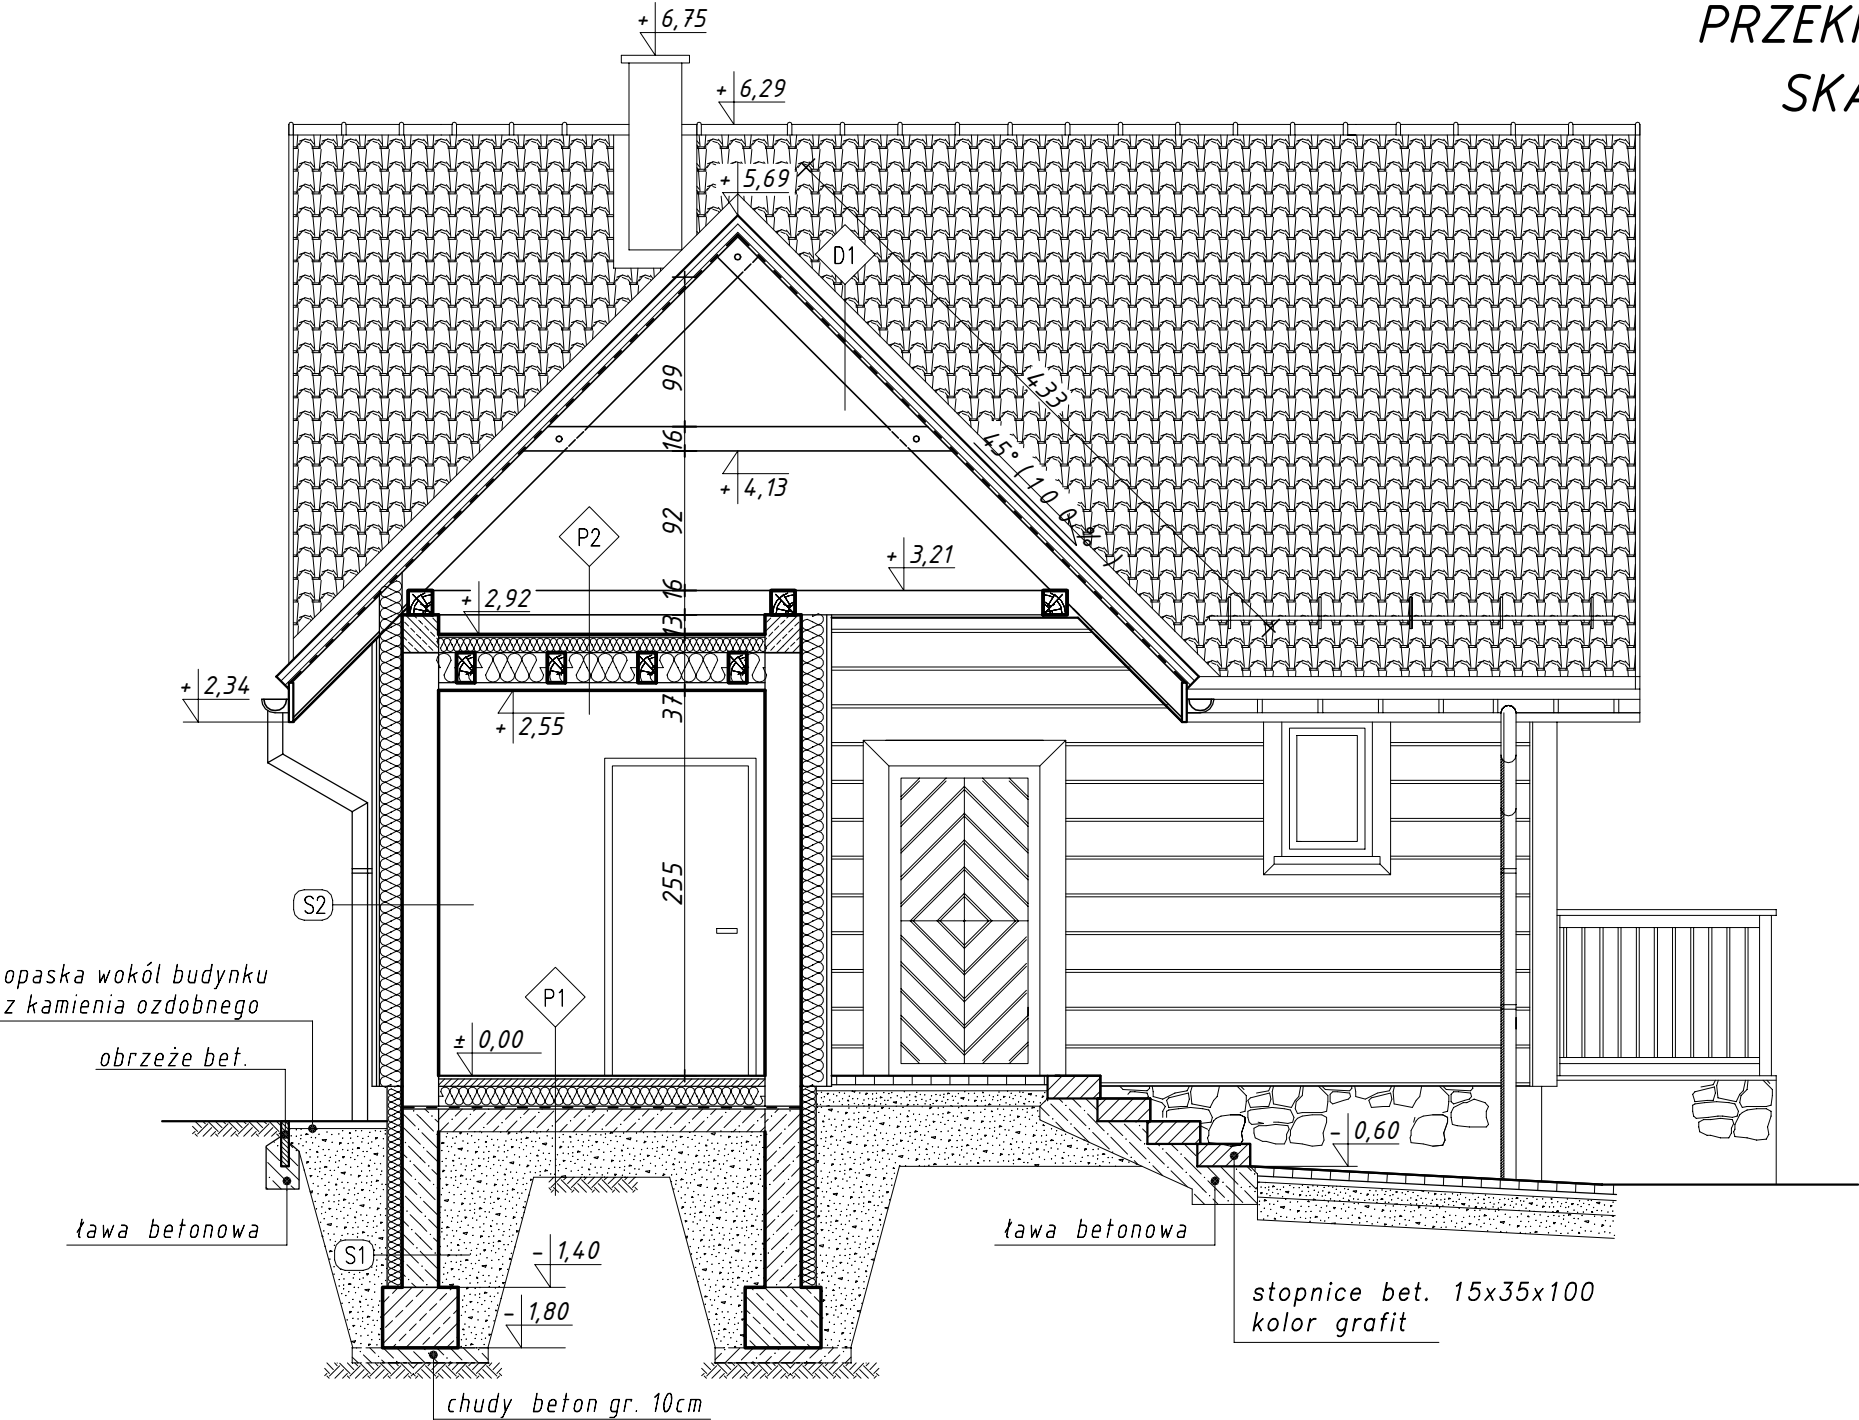 PRZEK
SKA
+ 6,75
+ 6,29
+ 5,69
D1
99
433
16
45° (100%)
+ 4,13
92
P2
+ 3,21
16
+ 2,92
13
+ 2,34
37
+ 2,55
255
S2
opaska wokół budynku
z kamienia ozdobnego
P1
± 0,00
obrzeże bet.
- 0,60
ława betonowa
ława betonowa
S1
- 1,40
stopnice bet. 15x35x100
kolor grafit
- 1,80
chudy beton gr. 10cm